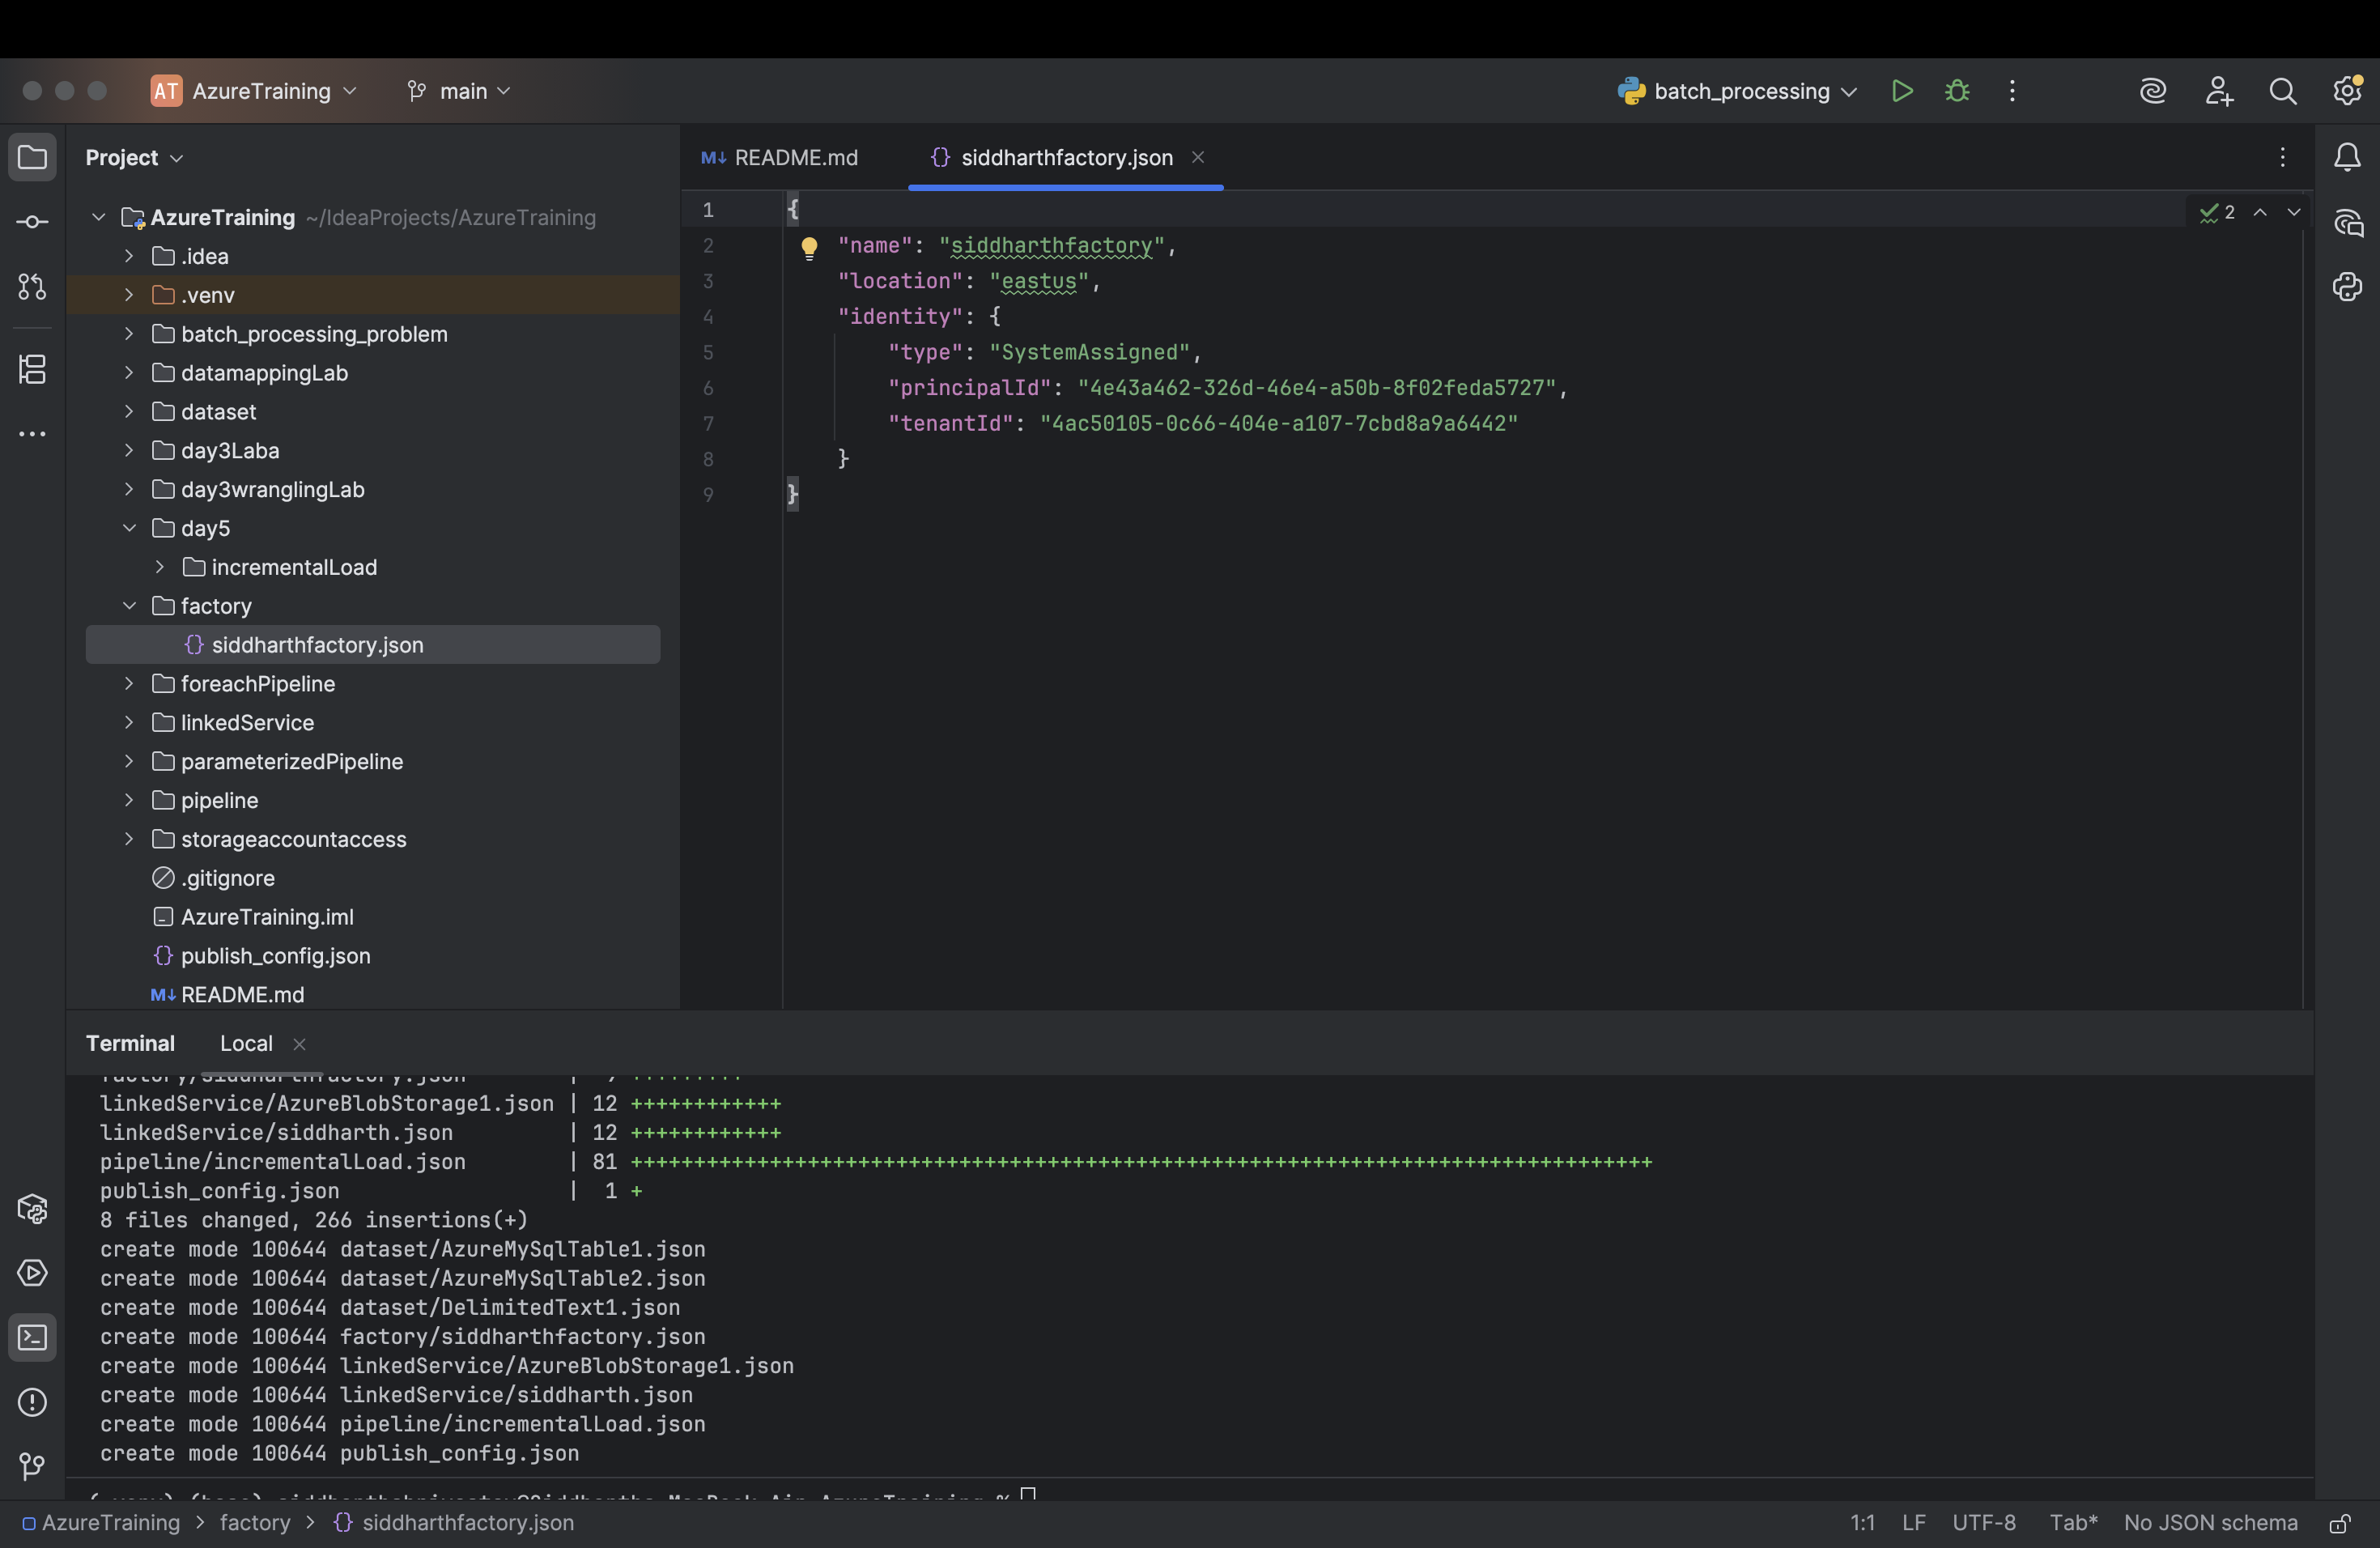 AT AzureTraining main batch_processing
Project
AzureTraining ~/IdeaProjects/AzureTraining
.idea
.venv
batch_processing_problem
datamappingLab
dataset
day3Laba
day3wranglingLab
day5
incrementalLoad
factory
siddharthfactory.json
foreachPipeline
linkedService
parameterizedPipeline
pipeline
storageaccountaccess
.gitignore
AzureTraining.iml
publish_config.json
M↓ README.md
M↓ README.md siddharthfactory.json
2
1 {
2 "name": "siddharthfactory",
3 "location": "eastus",
4 "identity": {
5 "type": "SystemAssigned",
6 "principalId": "4e43a462-326d-46e4-a50b-8f02feda5727",
7 "tenantId": "4ac50105-0c66-404e-a107-7cbd8a9a6442"
8 }
9 }
Terminal Local
factory/siddharthfactory.json |
linkedService/AzureBlobStorage1.json | 12 ++++++++++++
linkedService/siddharth.json | 12 ++++++++++++
pipeline/incrementalLoad.json | 81 +++++++++++++++++++++++++++++++++++++++++++++++++++++++++++++++++++++++++++++++++
publish_config.json | 1 +
8 files changed, 266 insertions(+)
create mode 100644 dataset/AzureMySqlTable1.json
create mode 100644 dataset/AzureMySqlTable2.json
create mode 100644 dataset/DelimitedText1.json
create mode 100644 factory/siddharthfactory.json
create mode 100644 linkedService/AzureBlobStorage1.json
create mode 100644 linkedService/siddharth.json
create mode 100644 pipeline/incrementalLoad.json
create mode 100644 publish_config.json
AzureTraining > factory > siddharthfactory.json
1:1 LF UTF-8 Tab* No JSON schema